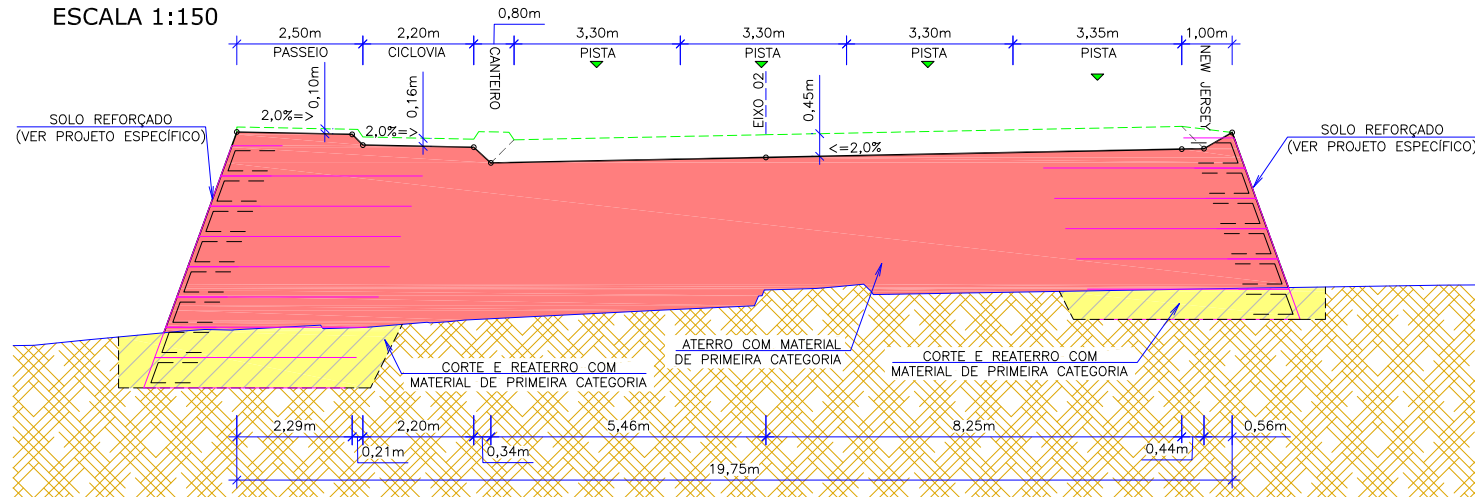 ESCALA 1:150
0,80m
2,50m
2,20m
3,30m
3,30m
3,30m
3,35m
1,00m
PASSEIO
CICLOVIA
CANTEIRO
PISTA
PISTA
PISTA
PISTA
NEW JERSEY
0,10m
0,16m
EIXO 02
0,45m
2,0%=>
2,0%=>
<=2,0%
SOLO REFORÇADO
(VER PROJETO ESPECÍFICO)
SOLO REFORÇADO
(VER PROJETO ESPECÍFICO)
ATERRO COM MATERIAL
DE PRIMEIRA CATEGORIA
CORTE E REATERRO COM
MATERIAL DE PRIMEIRA CATEGORIA
CORTE E REATERRO COM
MATERIAL DE PRIMEIRA CATEGORIA
2,29m
2,20m
5,46m
8,25m
0,56m
0,21m
0,34m
0,44m
19,75m